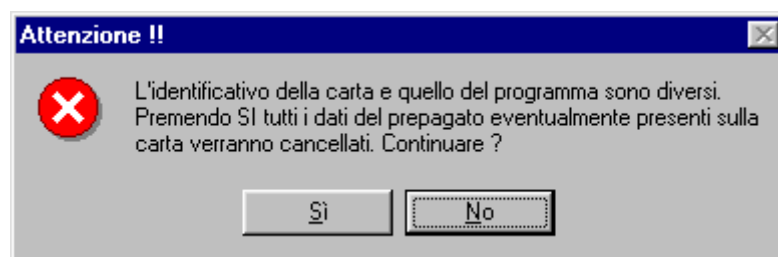 Attenzione !!
L'identificativo della carta e quello del programma sono diversi.
Premendo SI tutti i dati del prepagato eventualmente presenti sulla
carta verranno cancellati. Continuare ?
Sì No